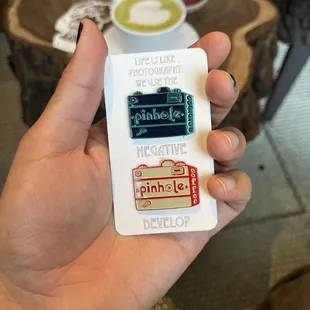 LIFE IS LIKE
PHOTOGRAPHY.
WE USE THE
pinhole
NEGATIVE
pinhole
DEVELOP